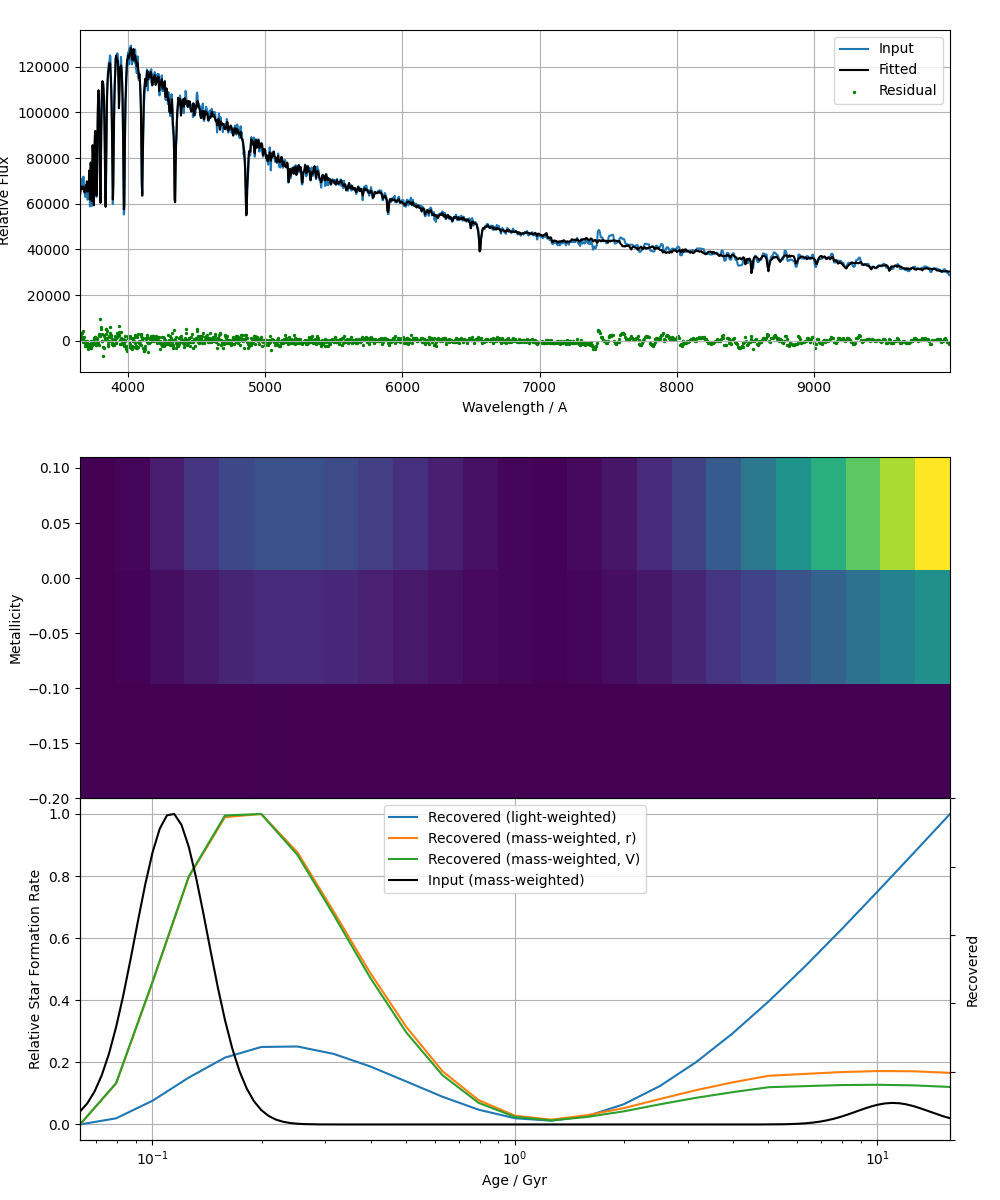 Relative Flux
120000
100000
80000
60000
40000
20000
0
Input
Fitted
Residual
4000 5000 6000 7000 8000 9000
Wavelength / A
Metallicity
0.10
0.05
0.00
−0.05
−0.10
−0.15
−0.20
Relative Star Formation Rate
1.0
0.8
0.6
0.4
0.2
0.0
Recovered (light-weighted)
Recovered (mass-weighted, r)
Recovered (mass-weighted, V)
Input (mass-weighted)
Recovered
10⁻¹ 10⁰ 10¹
Age / Gyr